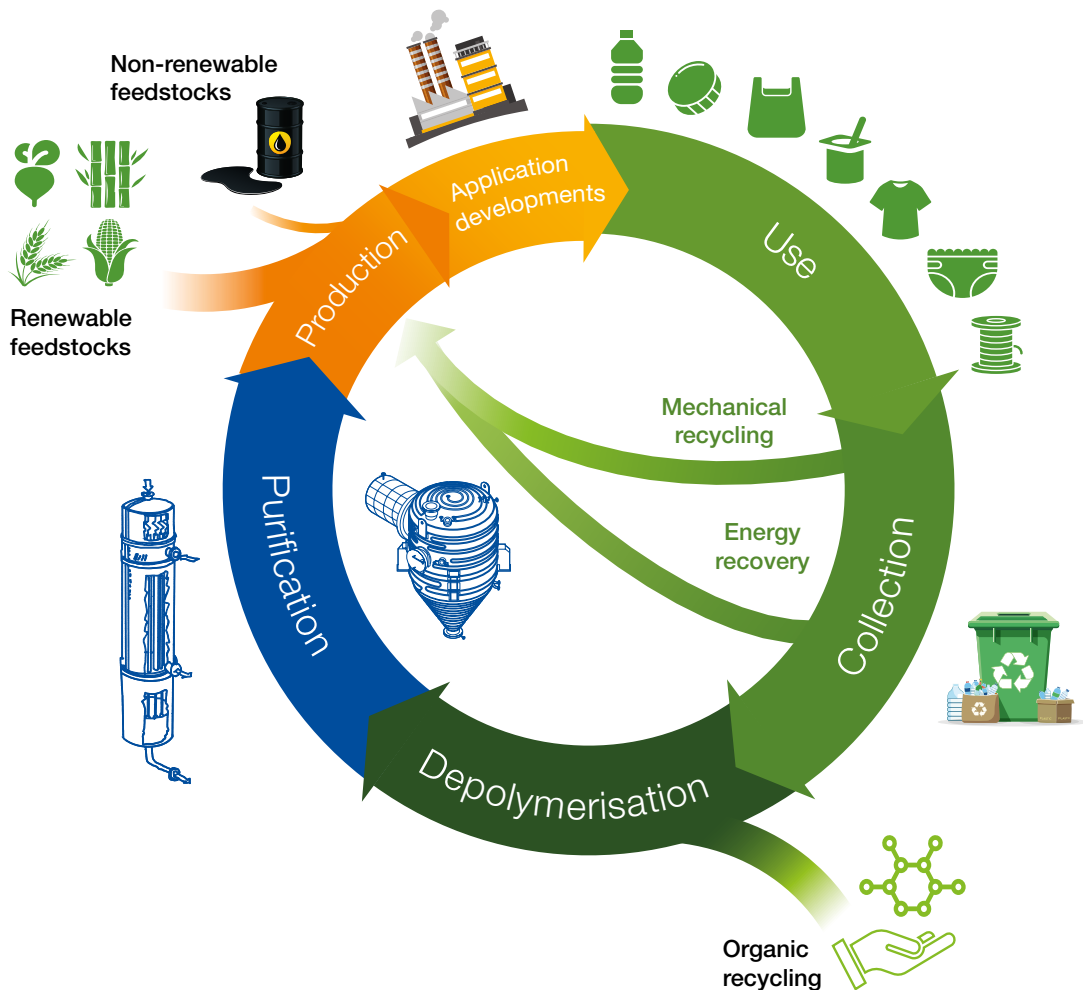 Non-renewable
feedstocks
Renewable
feedstocks
Production
Application
developments
Use
Mechanical
recycling
Energy
recovery
Collection
Depolymerisation
Purification
Organic
recycling